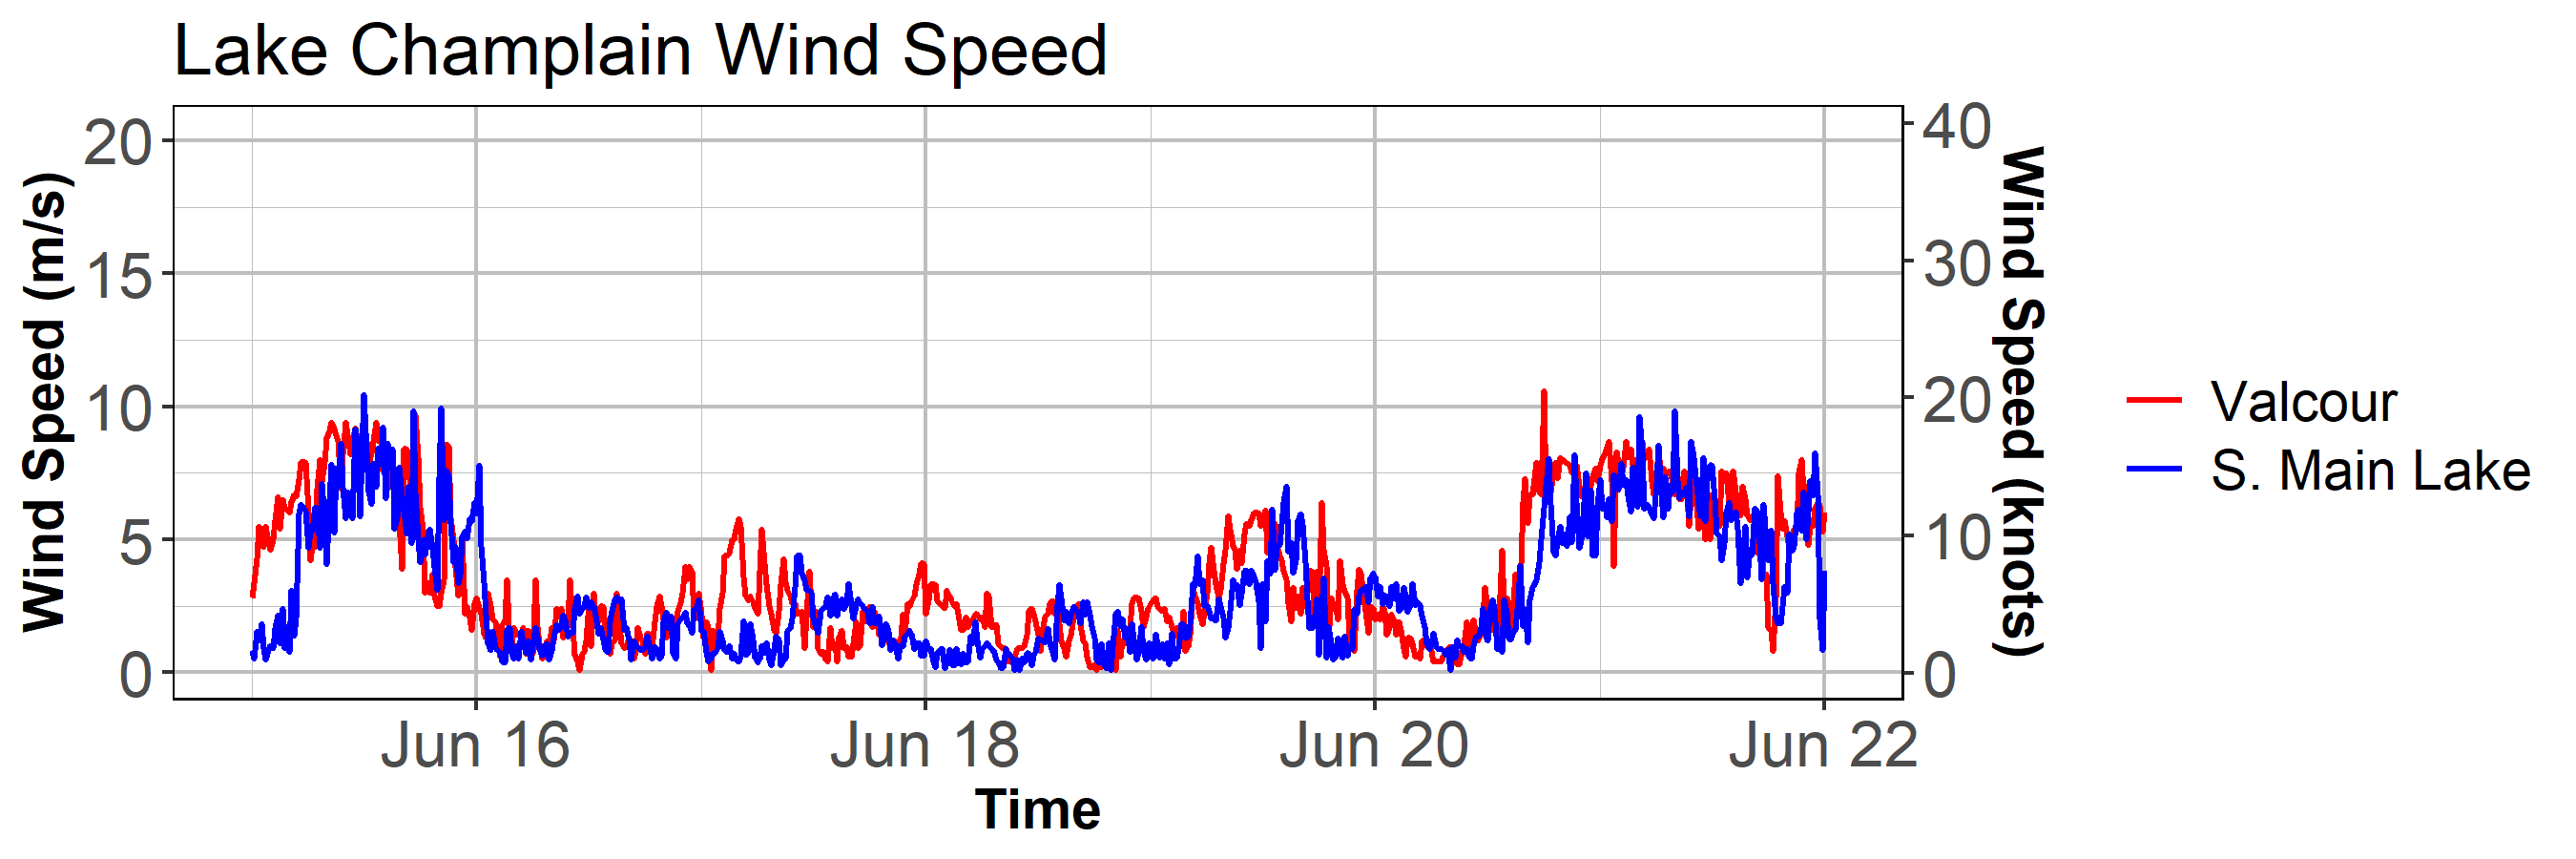 Lake Champlain Wind Speed
Wind Speed (m/s)
20
15
10
5
0
40
30
20
10
0
Wind Speed (knots)
Jun 16
Jun 18
Jun 20
Jun 22
Time
Valcour
S. Main Lake